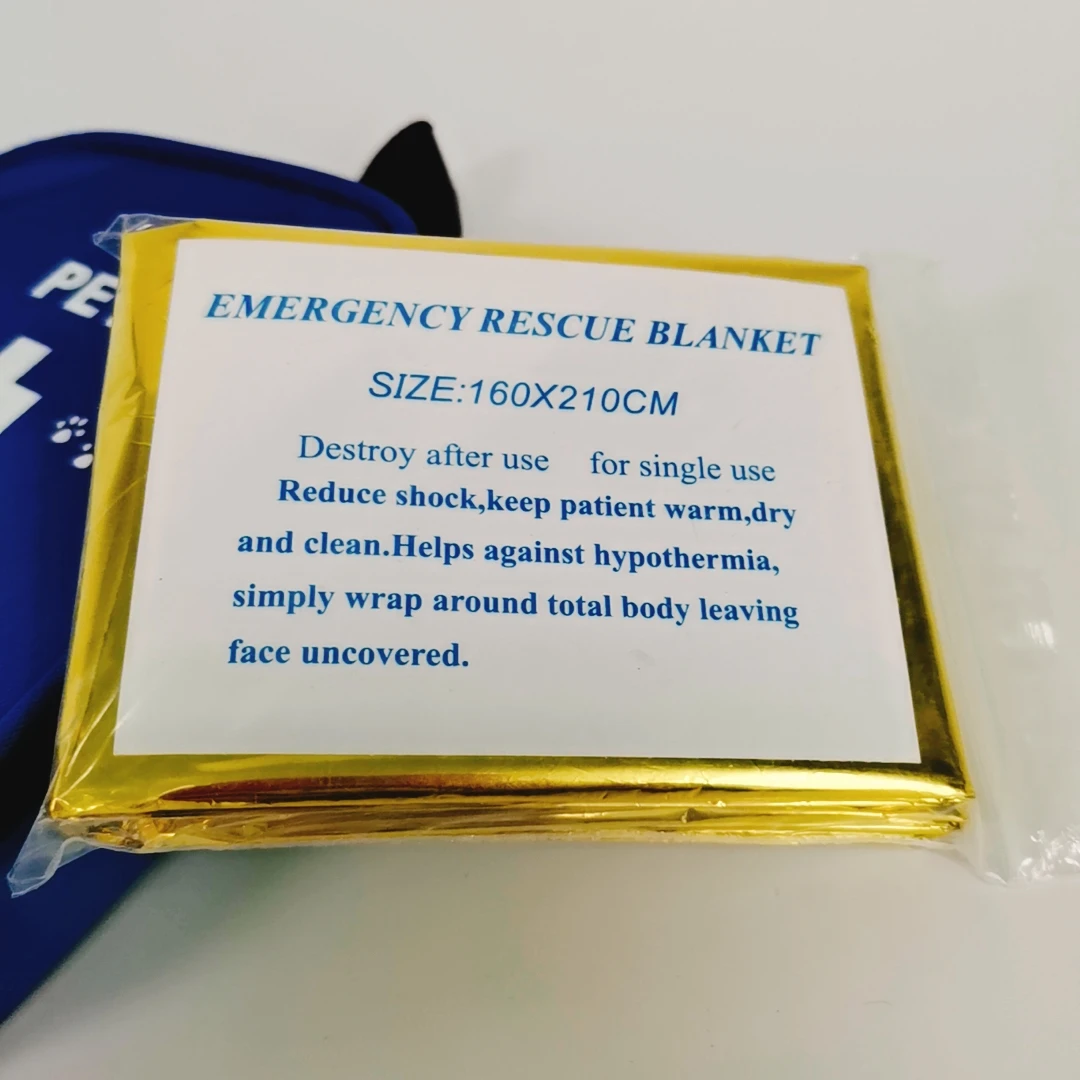 PE
EMERGENCY RESCUE BLANKET
SIZE:160X210CM
Destroy after use for single use
Reduce shock,keep patient warm,dry
and clean.Helps against hypothermia,
simply wrap around total body leaving
face uncovered.